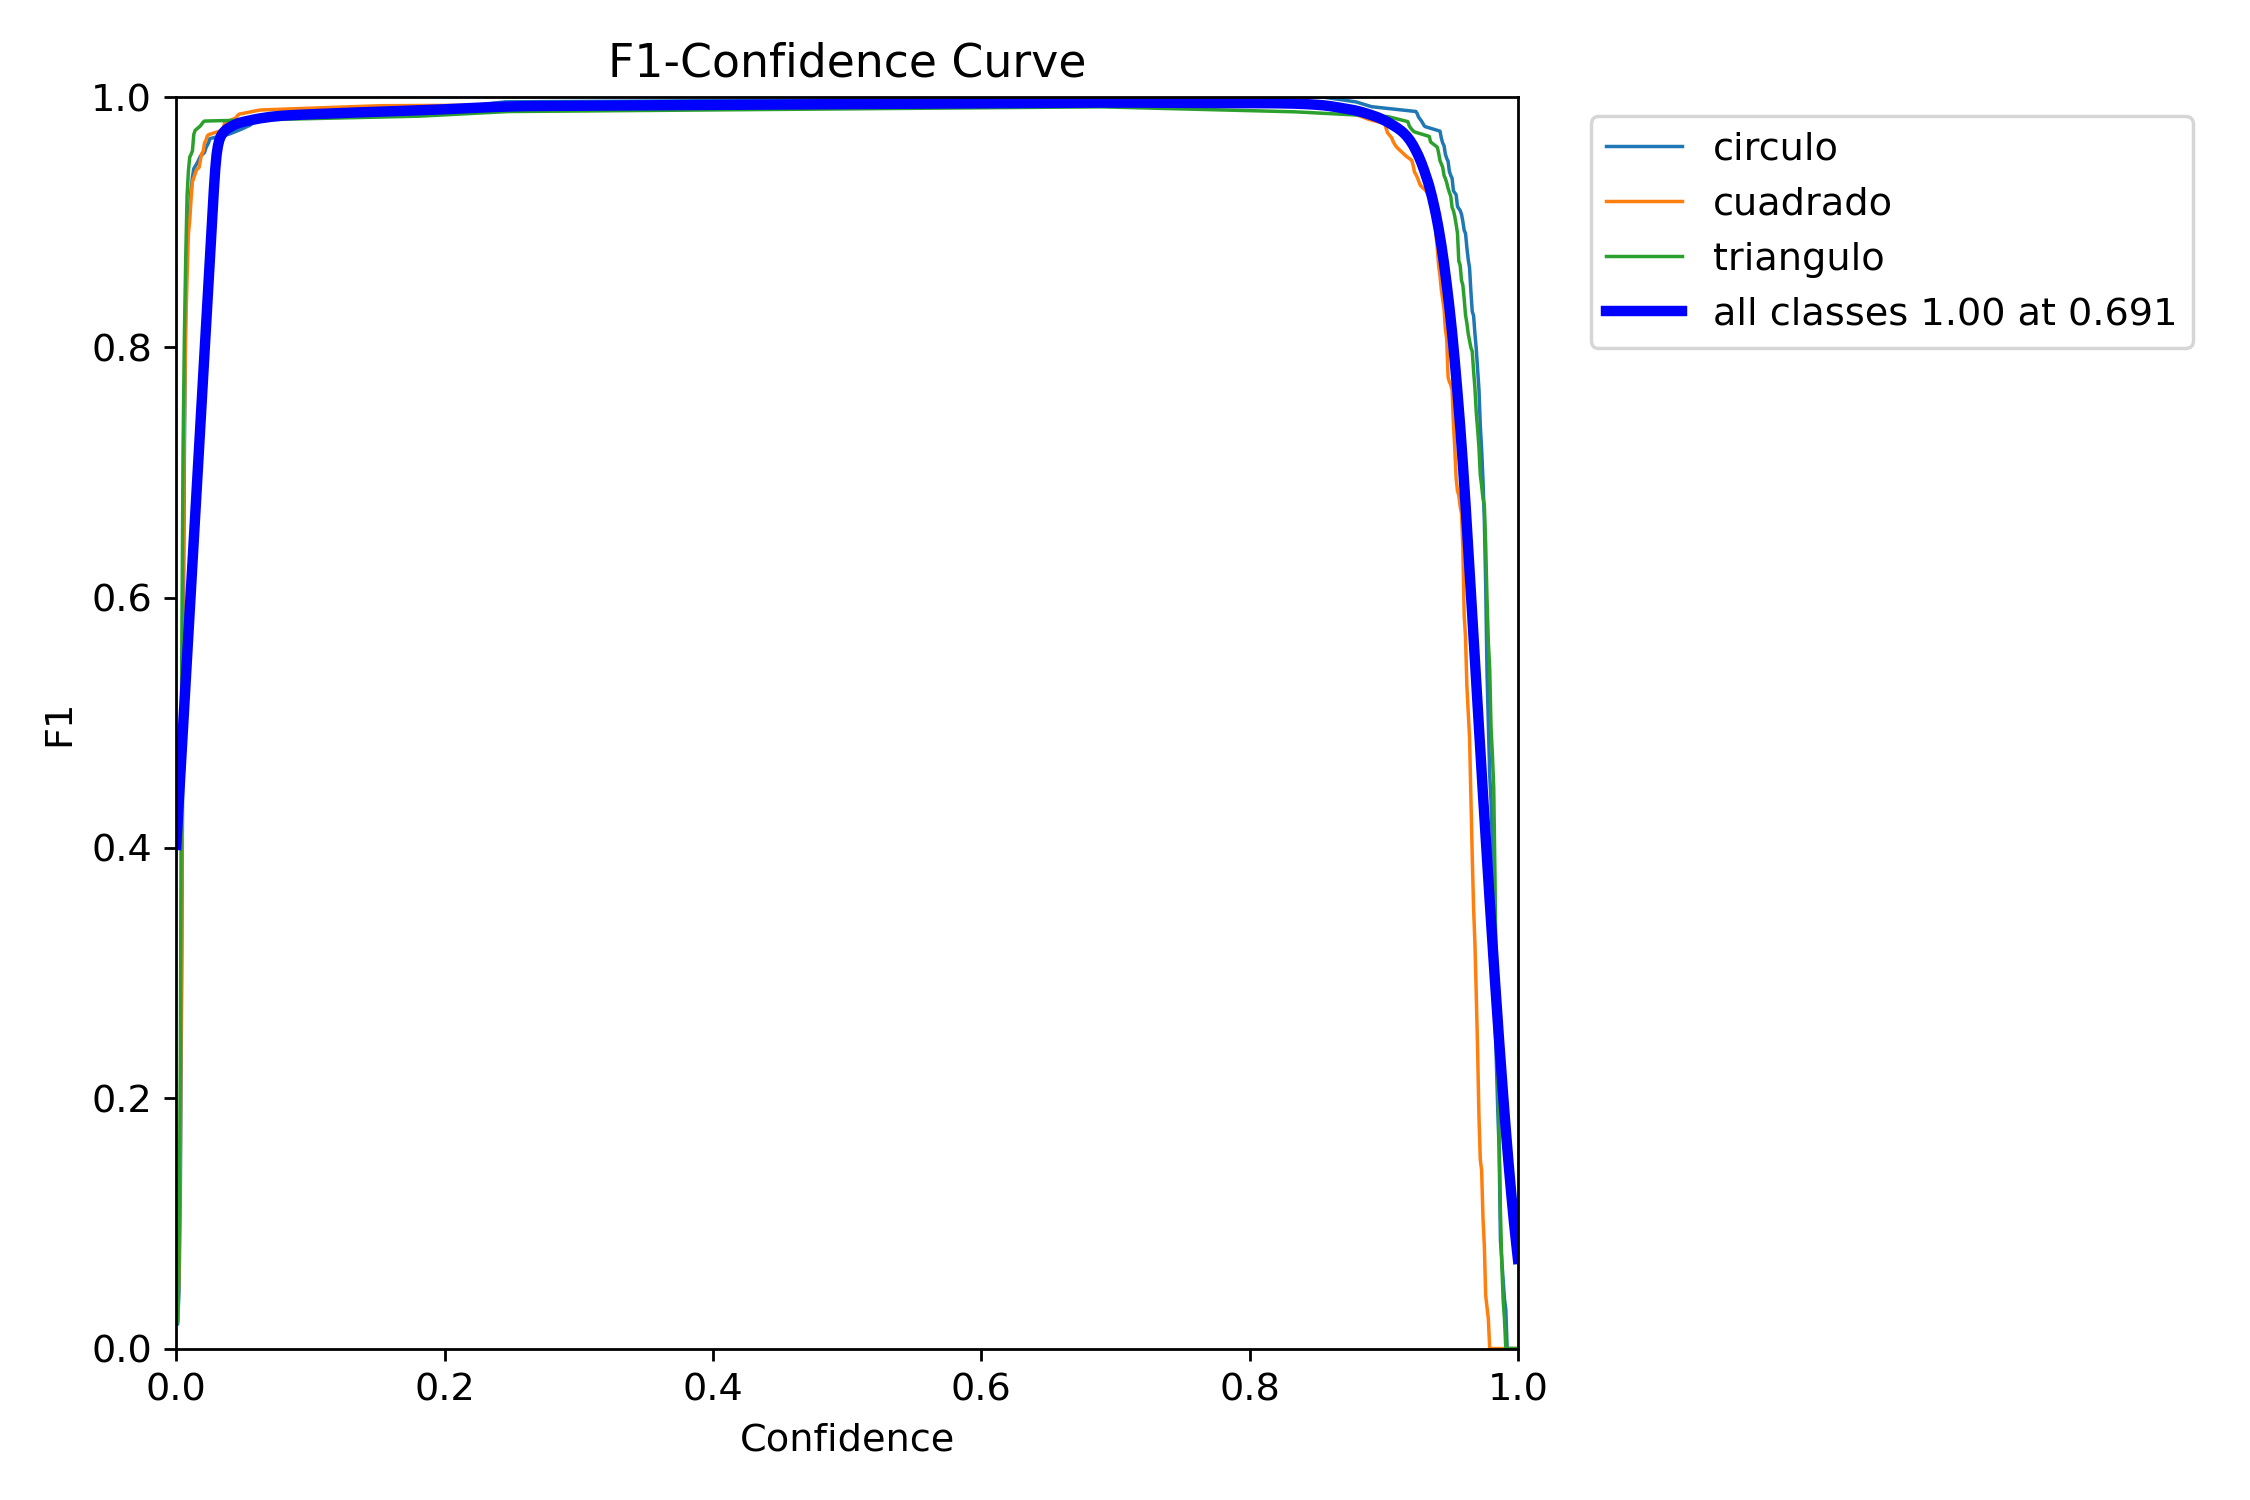 F1-Confidence Curve
1.0
0.8
0.6
0.4
0.2
0.0
F1
0.0 0.2 0.4 0.6 0.8 1.0
Confidence
circulo
cuadrado
triangulo
all classes 1.00 at 0.691